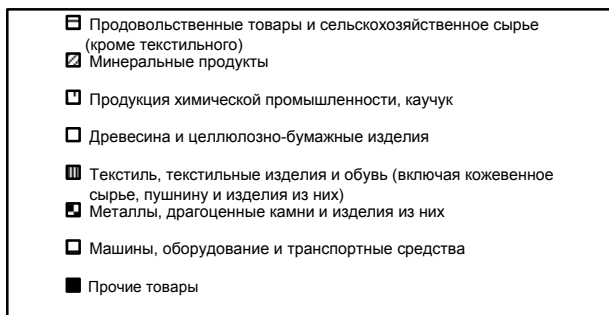 Продовольственные товары и сельскохозяйственное сырье
(кроме текстильного)
Минеральные продукты
Продукция химической промышленности, каучук
Древесина и целлюлозно-бумажные изделия
Текстиль, текстильные изделия и обувь (включая кожевенное
сырье, пушнину и изделия из них)
Металлы, драгоценные камни и изделия из них
Машины, оборудование и транспортные средства
Прочие товары